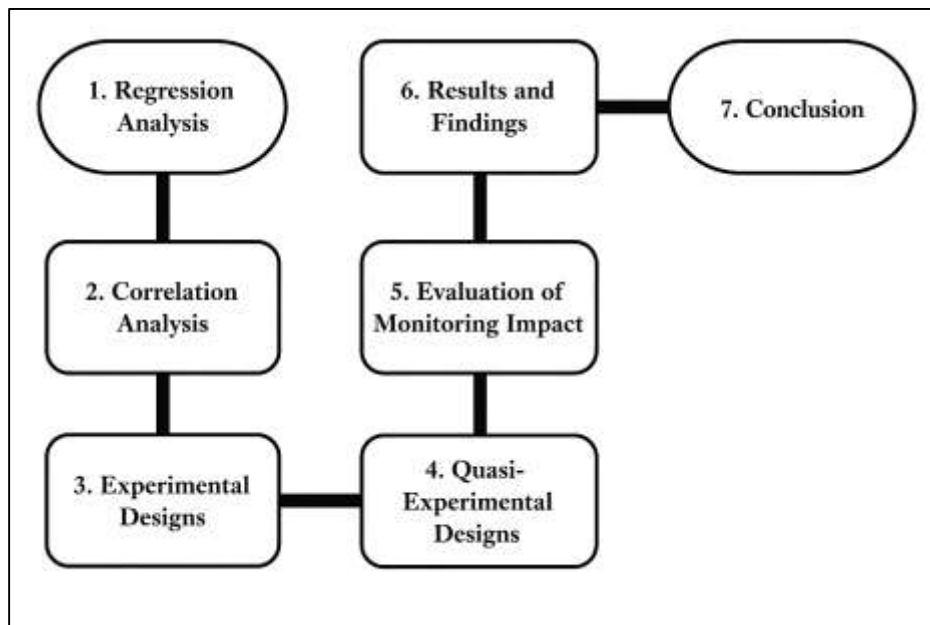 1. Regression
Analysis
2. Correlation
Analysis
3. Experimental
Designs
4. Quasi-
Experimental
Designs
5. Evaluation of
Monitoring Impact
6. Results and
Findings
7. Conclusion